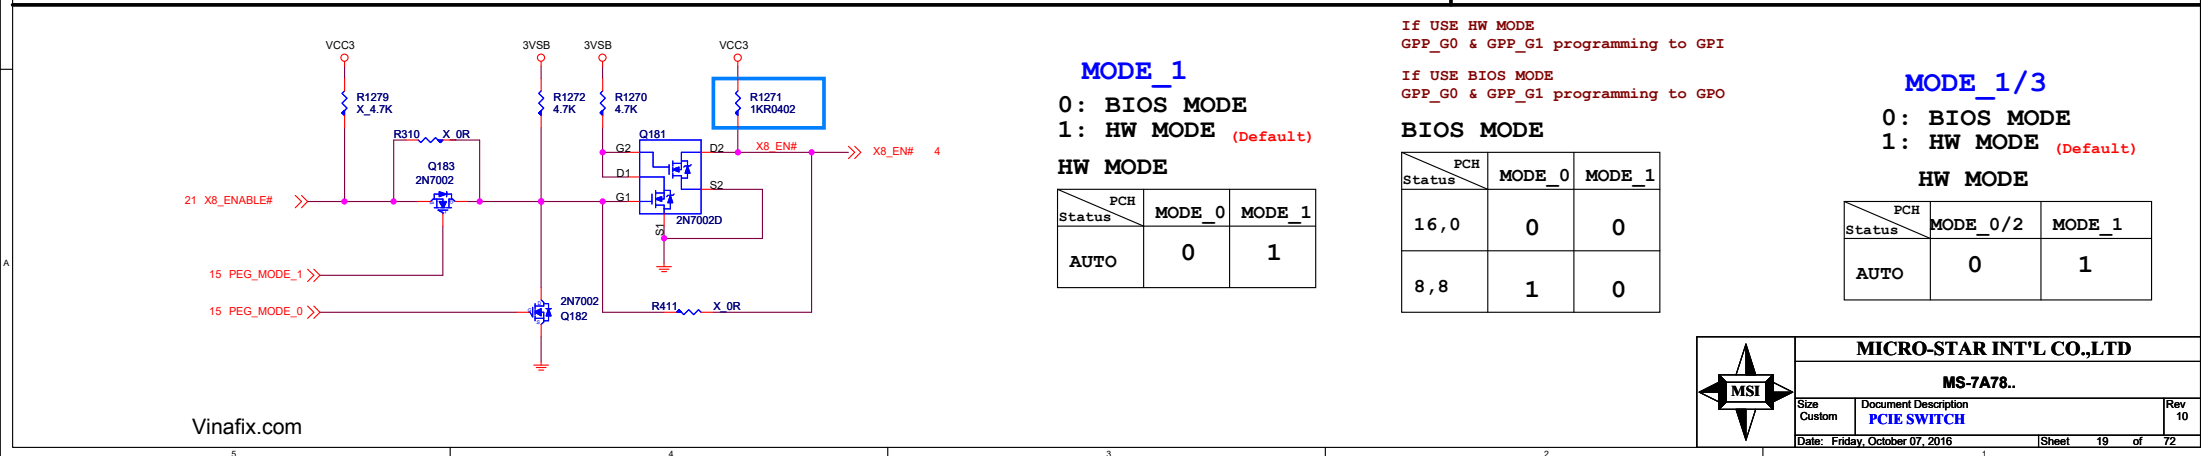 VCC3
3VSB
3VSB
VCC3
R1279
X_4.7K
R1272
4.7K
R1270
4.7K
R1271
1KR0402
R310
X_0R
Q183
2N7002
Q181
G2
D1
G1
D2
S2
S1
2N7002D
X8_EN#
X8_EN# 4
21 X8_ENABLE#
15 PEG_MODE_1
15 PEG_MODE_0
2N7002
Q182
R411
X_0R
Vinafix.com
MODE_1
0: BIOS MODE
1: HW MODE (Default)
HW MODE
PCH
Status
MODE_0 MODE_1
AUTO 0 1
If USE HW MODE
GPP_G0 & GPP_G1 programming to GPI
If USE BIOS MODE
GPP_G0 & GPP_G1 programming to GPO
BIOS MODE
PCH
Status
MODE_0 MODE_1
16,0 0 0
8,8 1 0
MODE_1/3
0: BIOS MODE
1: HW MODE (Default)
HW MODE
PCH
Status
MODE_0/2 MODE_1
AUTO 0 1
MSI
MICRO-STAR INT'L CO.,LTD
MS-7A78..
Size
Custom
Document Description
PCIE SWITCH
Rev
10
Date: Friday, October 07, 2016
Sheet 19 of 72
A
5 4 3 2 1